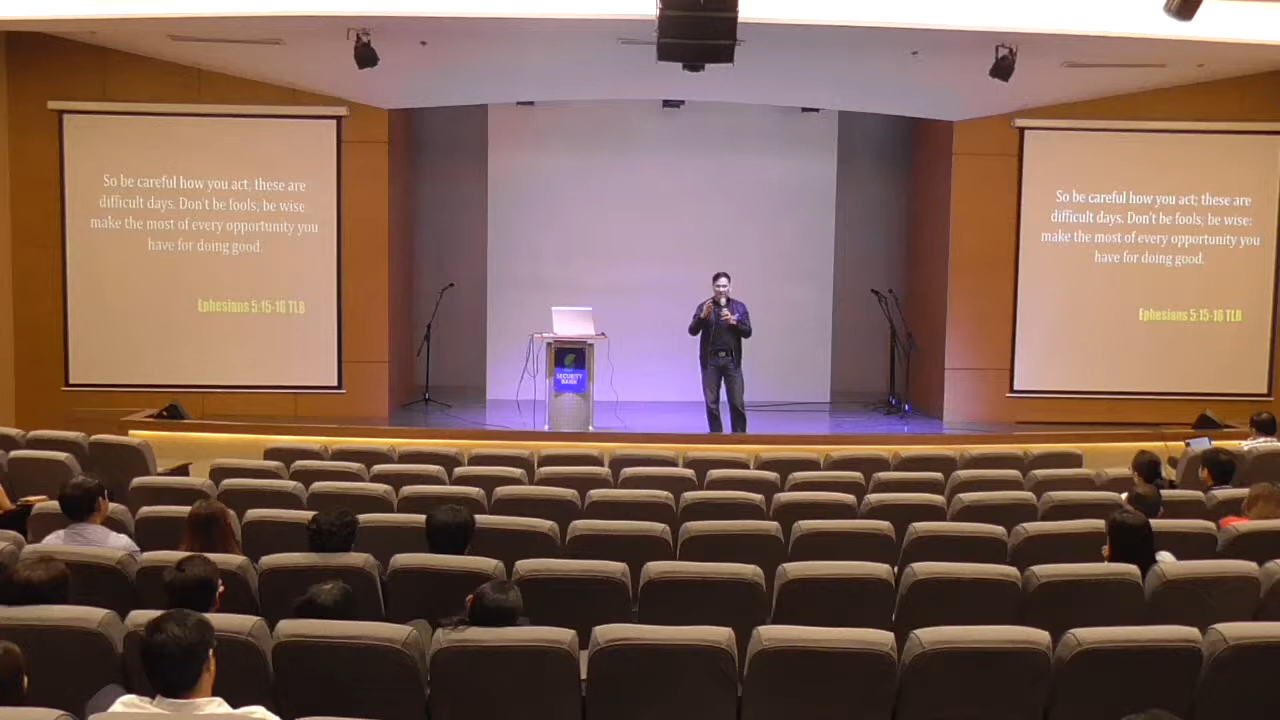 So be careful how you act; these are
difficult days. Don't be fools; be wise
make the most of every opportunity you
have for doing good.
Ephesians 5:15-16 TLB
SECURITY
BANK
So be careful how you act; these are
difficult days. Don't be fools; be wise:
make the most of every opportunity you
have for doing good.
Ephesians 5:15-16 TLB